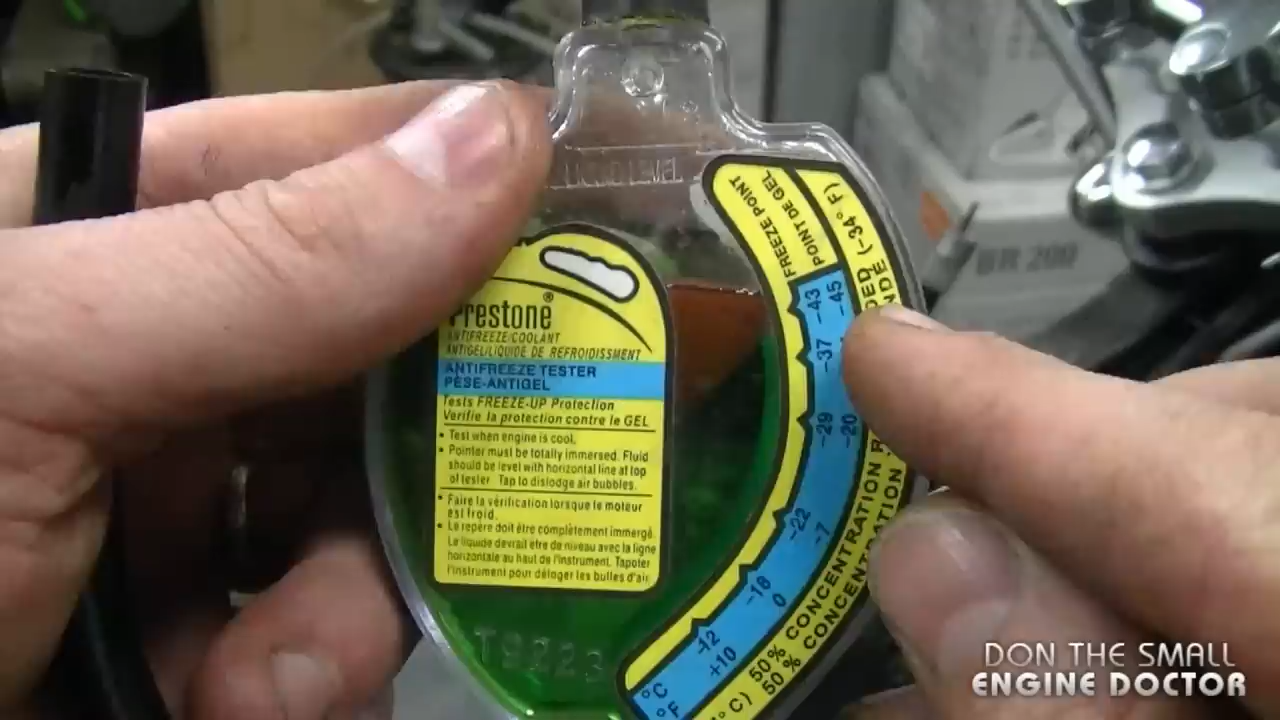 LIQUID LEVEL
Prestone®
ANTIFREEZE/COOLANT
ANTIGEL/LIQUIDE DE REFROIDISSMENT
ANTIFREEZE TESTER
PÈSE-ANTIGEL
Tests FREEZE-UP Protection
Verifie la protection contre le GEL
• Test when engine is cool.
• Pointer must be totally immersed. Fluid
should be level with horizontal line at top
of tester. Tap to dislodge air bubbles.
• Faire la vérification lorsque le moteur
est froid.
• Le repère doit être complètement immergé.
Le liquide devrait être de niveau avec la ligne
horizontale au haut de l'instrument. Tapoter
l'instrument pour déloger les bulles d'air.
FREEZE POINT
POINT DE GEL
-43 -45
-37
-29 -20
-22 -7
-18 0
-12 +10
°C
°F
50% CONCENTRATION
50% CONCENTRATION
(-34° F)
BR 200
DON THE SMALL
ENGINE DOCTOR